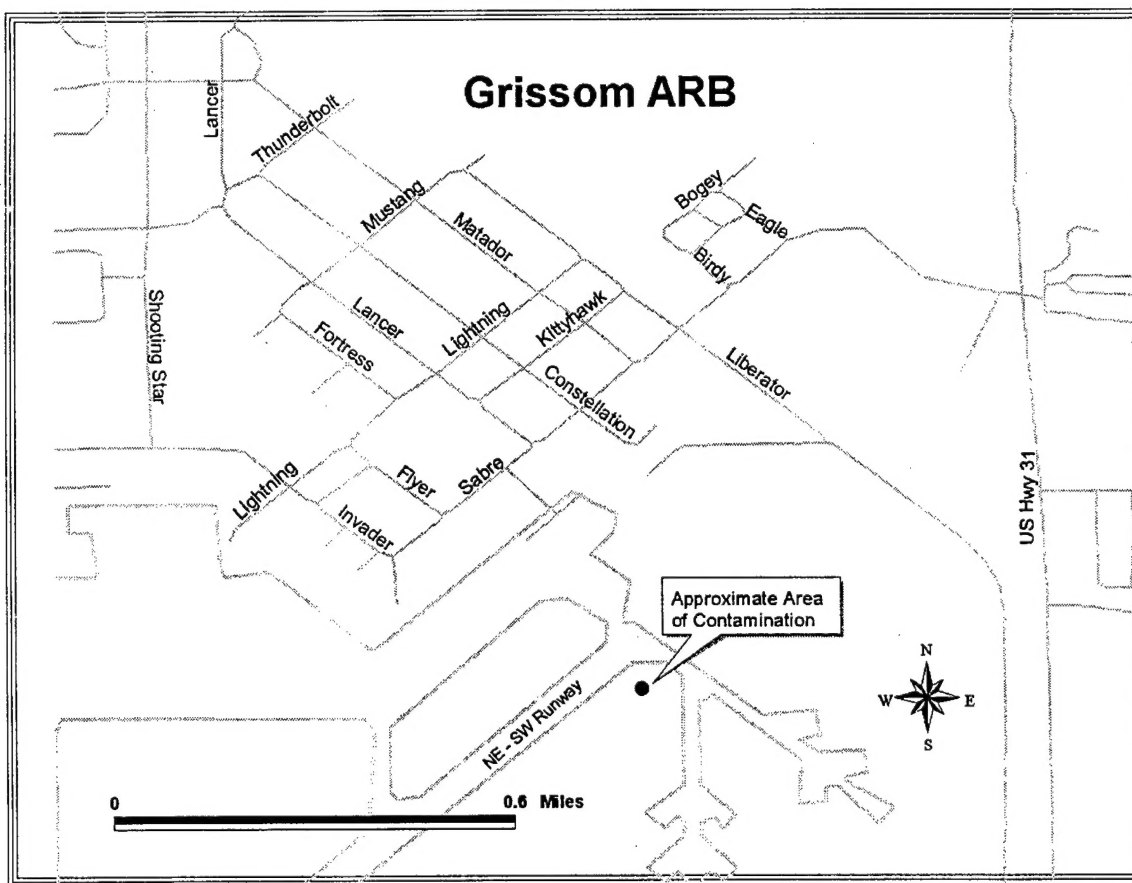 Grissom ARB
Lancer
Thunderbolt
Mustang
Matador
Bogey
Eagle
Birdy
Shooting Star
Lancer
Fortress
Lightning
Kittyhawk
Constellation
Liberator
US Hwy 31
Lightning
Flyer
Sabre
Invader
Approximate Area
of Contamination
NE - SW Runway
N
W
E
S
0
0.6 Miles